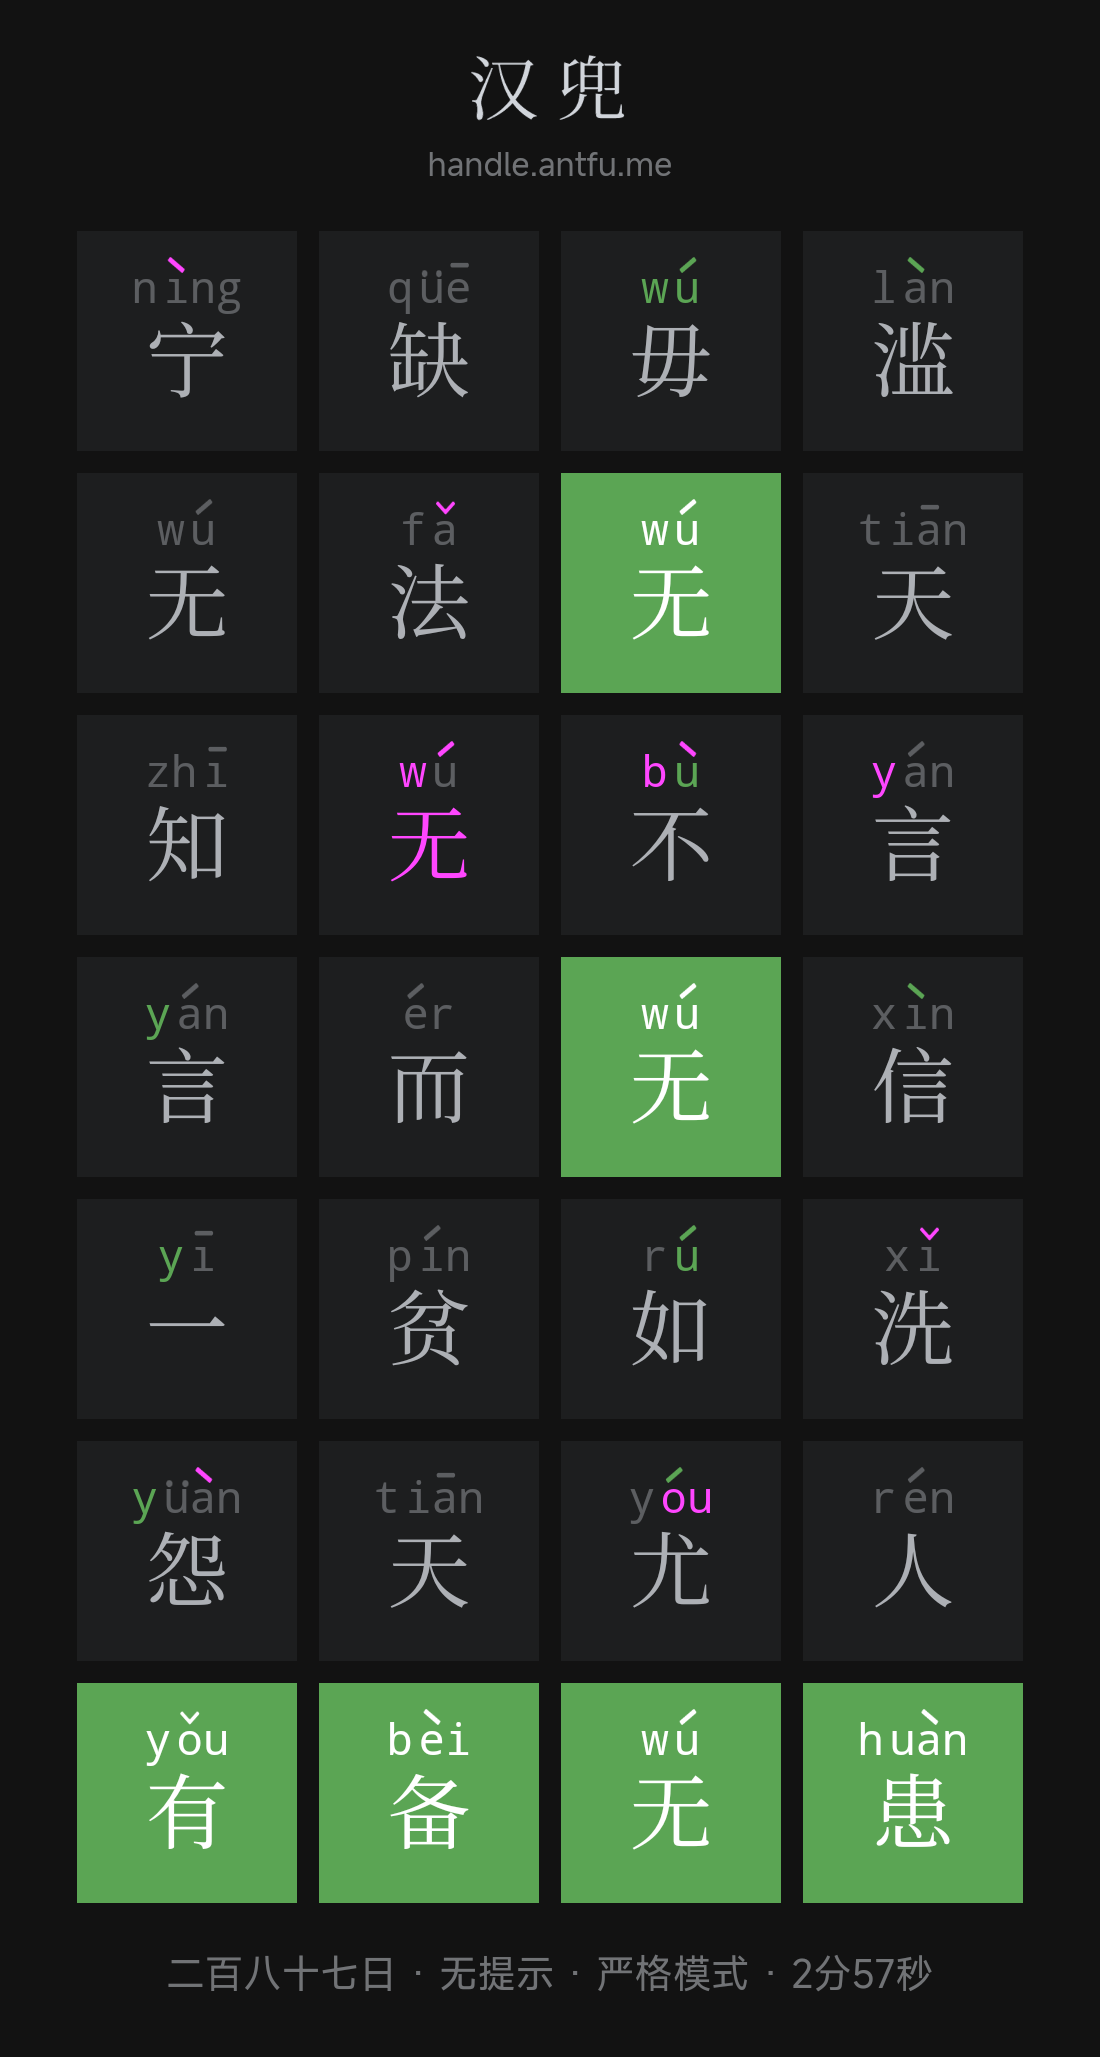 汉兜
handle.antfu.me
nìng qüē wú làn
宁 缺 毋 滥
wú fǎ wú tiān
无 法 无 天
zhī wú bù yán
知 无 不 言
yán ér wú xìn
言 而 无 信
yī pín rú xǐ
一 贫 如 洗
yüàn tiān yóu rén
怨 天 尤 人
yǒu bèi wú huàn
有 备 无 患
二百八十七日 · 无提示 · 严格模式 · 2分57秒